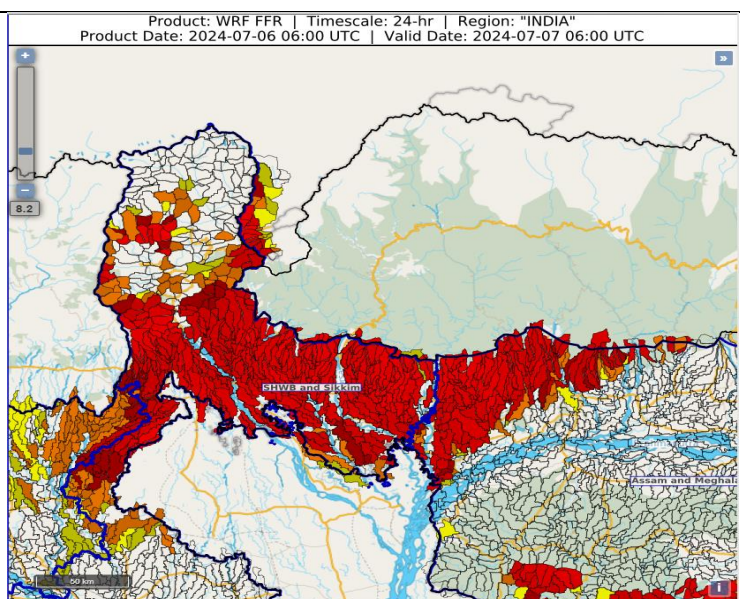 Product: WRF FFR | Timescale: 24-hr | Region: "INDIA"
Product Date: 2024-07-06 06:00 UTC | Valid Date: 2024-07-07 06:00 UTC
+
»
−
8.2
SHWB and Sikkim
Assam and Meghala
50 km
i